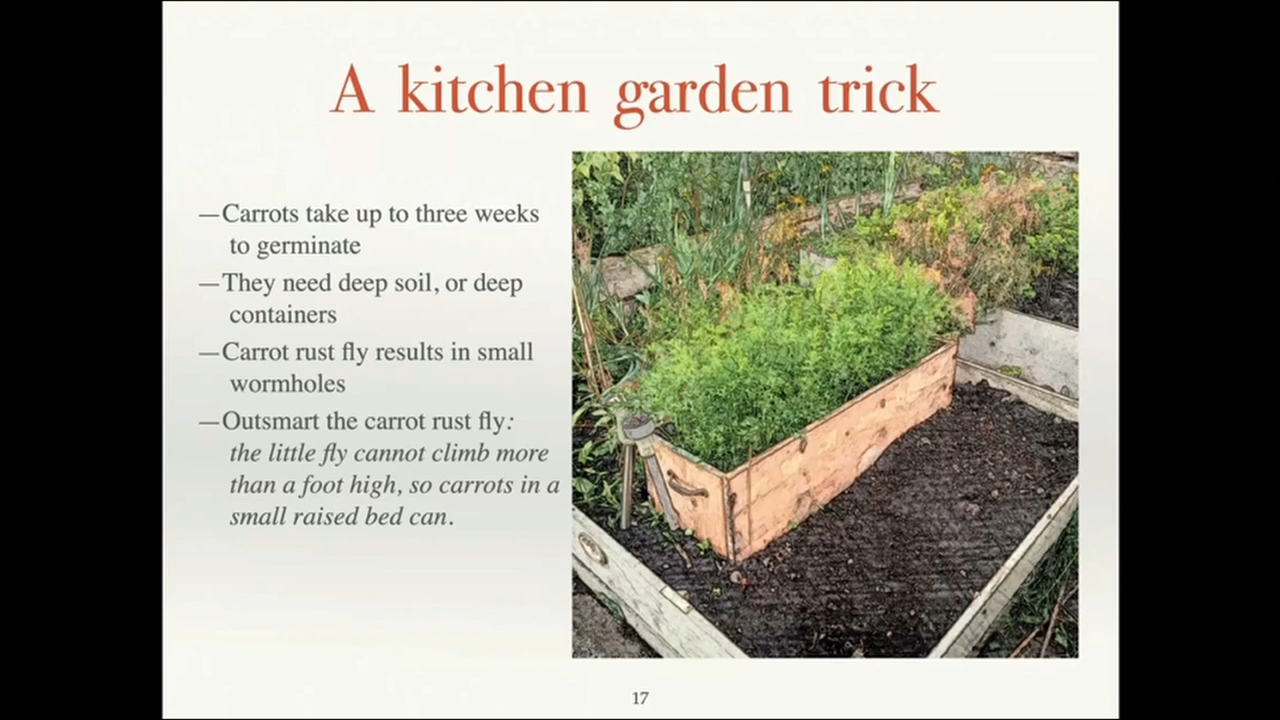 A kitchen garden trick
—Carrots take up to three weeks
to germinate
—They need deep soil, or deep
containers
—Carrot rust fly results in small
wormholes
—Outsmart the carrot rust fly:
the little fly cannot climb more
than a foot high, so carrots in a
small raised bed can.
17